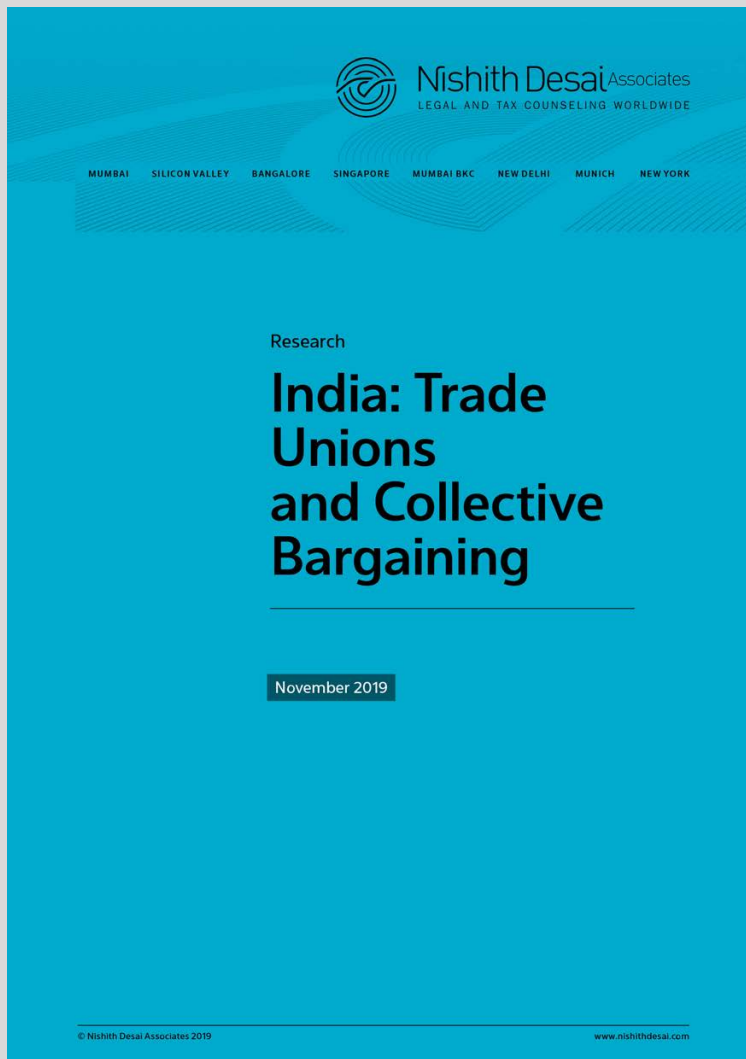 Nishith Desai Associates
LEGAL AND TAX COUNSELING WORLDWIDE
MUMBAI SILICON VALLEY BANGALORE SINGAPORE MUMBAI BKC NEW DELHI MUNICH NEW YORK
Research
India: Trade
Unions
and Collective
Bargaining
November 2019
© Nishith Desai Associates 2019 www.nishithdesai.com